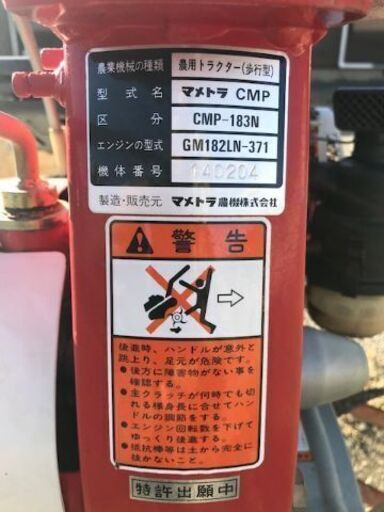 農業機械の種類 農用トラクター(歩行型)
型式名 マメトラ CMP
区分 CMP-183N
エンジンの型式 GM182LN-371
機体番号 140204
製造・販売元 マメトラ農機株式会社
警告
後進時、ハンドルが意外と
跳上り、足元が危険です。
●後方に障害物がない事を
確認する。
●主クラッチが何時でも切
れる様身長に合せてハン
ドルの調節をする。
●エンジン回転数を下げて
ゆっくり後進する。
●抵抗棒等は土から完全に
抜かないこと。
特許出願中